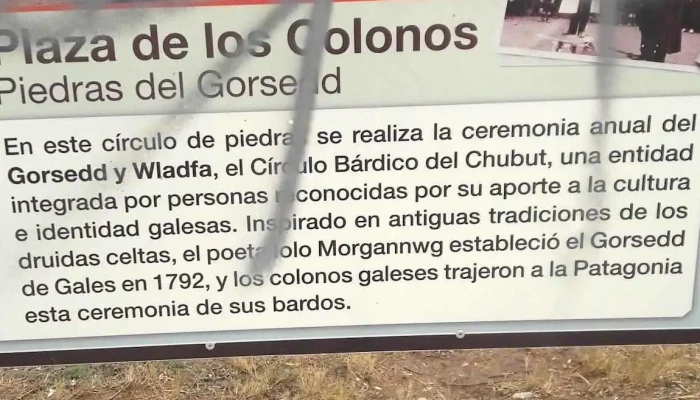 Plaza de los Colonos
Piedras del Gorsedd
En este círculo de piedras se realiza la ceremonia anual del
Gorsedd y Wladfa, el Círculo Bárdico del Chubut, una entidad
integrada por personas reconocidas por su aporte a la cultura
e identidad galesas. Inspirado en antiguas tradiciones de los
druidas celtas, el poeta Iolo Morgannwg estableció el Gorsedd
de Gales en 1792, y los colonos galeses trajeron a la Patagonia
esta ceremonia de sus bardos.